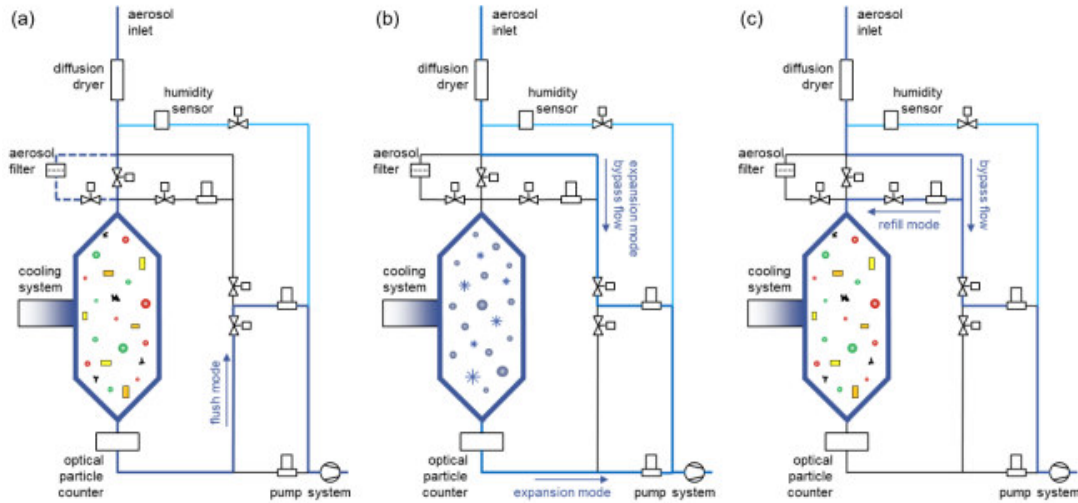 (a)
aerosol
inlet
diffusion
dryer
humidity
sensor
aerosol
filter
cooling
system
flush mode
optical
particle
counter
pump system
(b)
aerosol
inlet
diffusion
dryer
humidity
sensor
aerosol
filter
expansion mode
bypass flow
cooling
system
optical
particle
counter
expansion mode
pump system
(c)
aerosol
inlet
diffusion
dryer
humidity
sensor
aerosol
filter
bypass flow
refill mode
cooling
system
optical
particle
counter
pump system